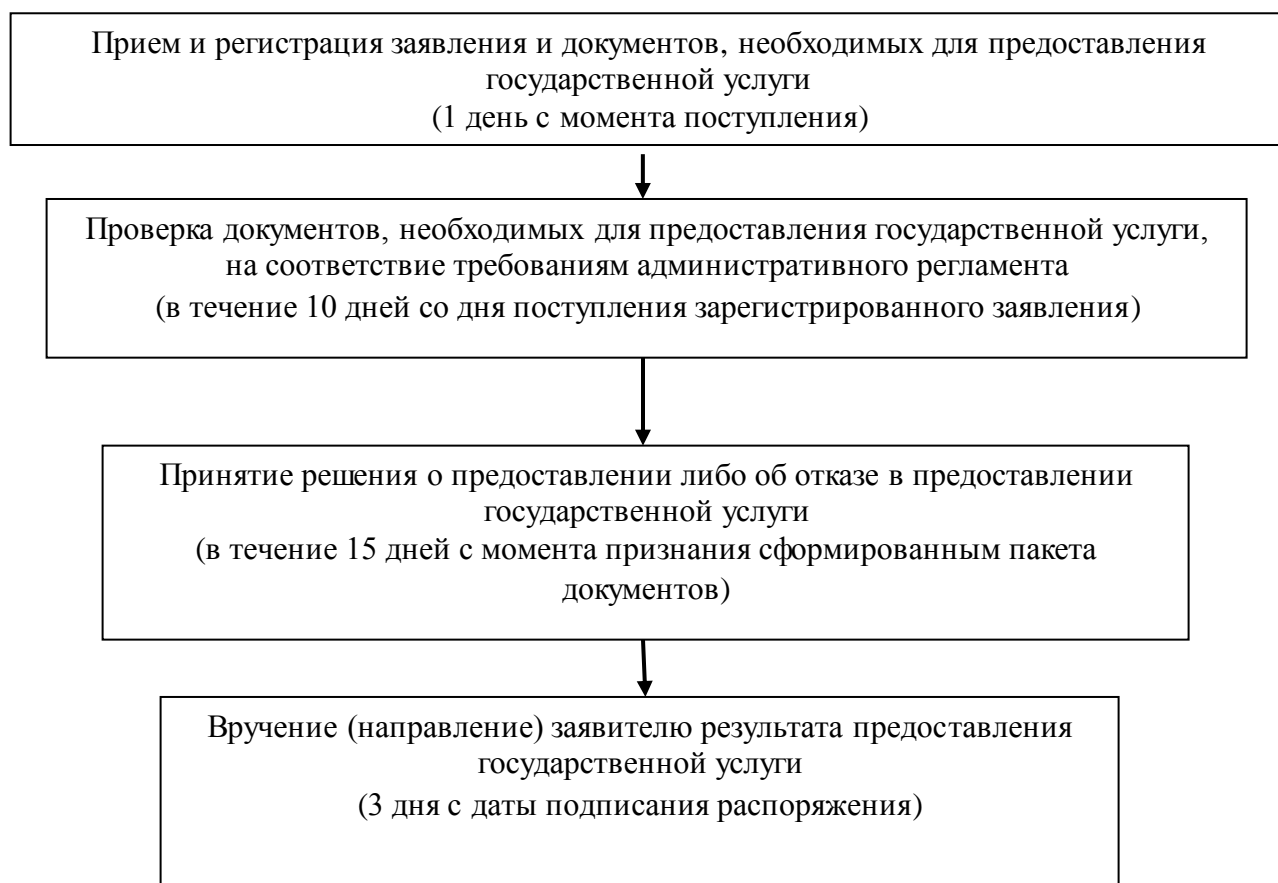 Прием и регистрация заявления и документов, необходимых для предоставления
государственной услуги
(1 день с момента поступления)
Проверка документов, необходимых для предоставления государственной услуги,
на соответствие требованиям административного регламента
(в течение 10 дней со дня поступления зарегистрированного заявления)
Принятие решения о предоставлении либо об отказе в предоставлении
государственной услуги
(в течение 15 дней с момента признания сформированным пакета
документов)
Вручение (направление) заявителю результата предоставления
государственной услуги
(3 дня с даты подписания распоряжения)